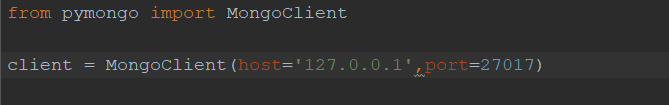 from pymongo import MongoClient
client = MongoClient(host='127.0.0.1',port=27017)